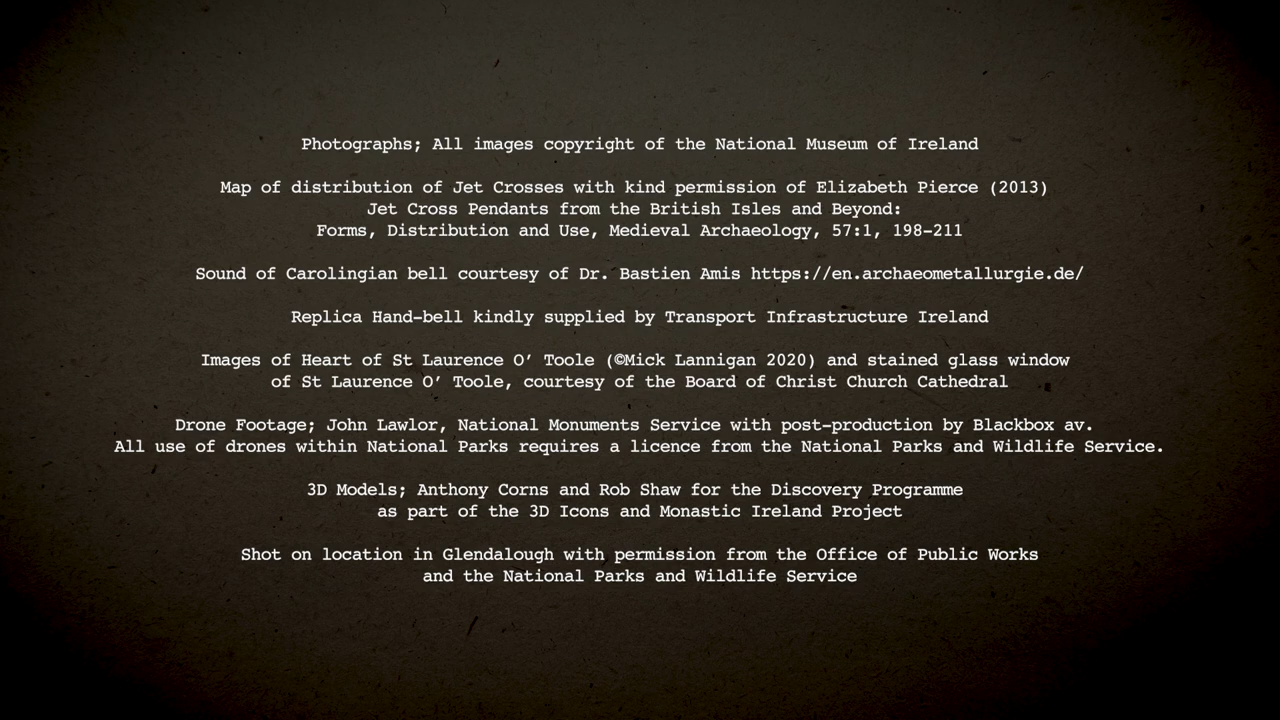 Photographs; All images copyright of the National Museum of Ireland
Map of distribution of Jet Crosses with kind permission of Elizabeth Pierce (2013)
Jet Cross Pendants from the British Isles and Beyond:
Forms, Distribution and Use, Medieval Archaeology, 57:1, 198-211
Sound of Carolingian bell courtesy of Dr. Bastien Amis https://en.archaeometallurgie.de/
Replica Hand-bell kindly supplied by Transport Infrastructure Ireland
Images of Heart of St Laurence O’ Toole (©Mick Lannigan 2020) and stained glass window
of St Laurence O’ Toole, courtesy of the Board of Christ Church Cathedral
Drone Footage; John Lawlor, National Monuments Service with post-production by Blackbox av.
All use of drones within National Parks requires a licence from the National Parks and Wildlife Service.
3D Models; Anthony Corns and Rob Shaw for the Discovery Programme
as part of the 3D Icons and Monastic Ireland Project
Shot on location in Glendalough with permission from the Office of Public Works
and the National Parks and Wildlife Service